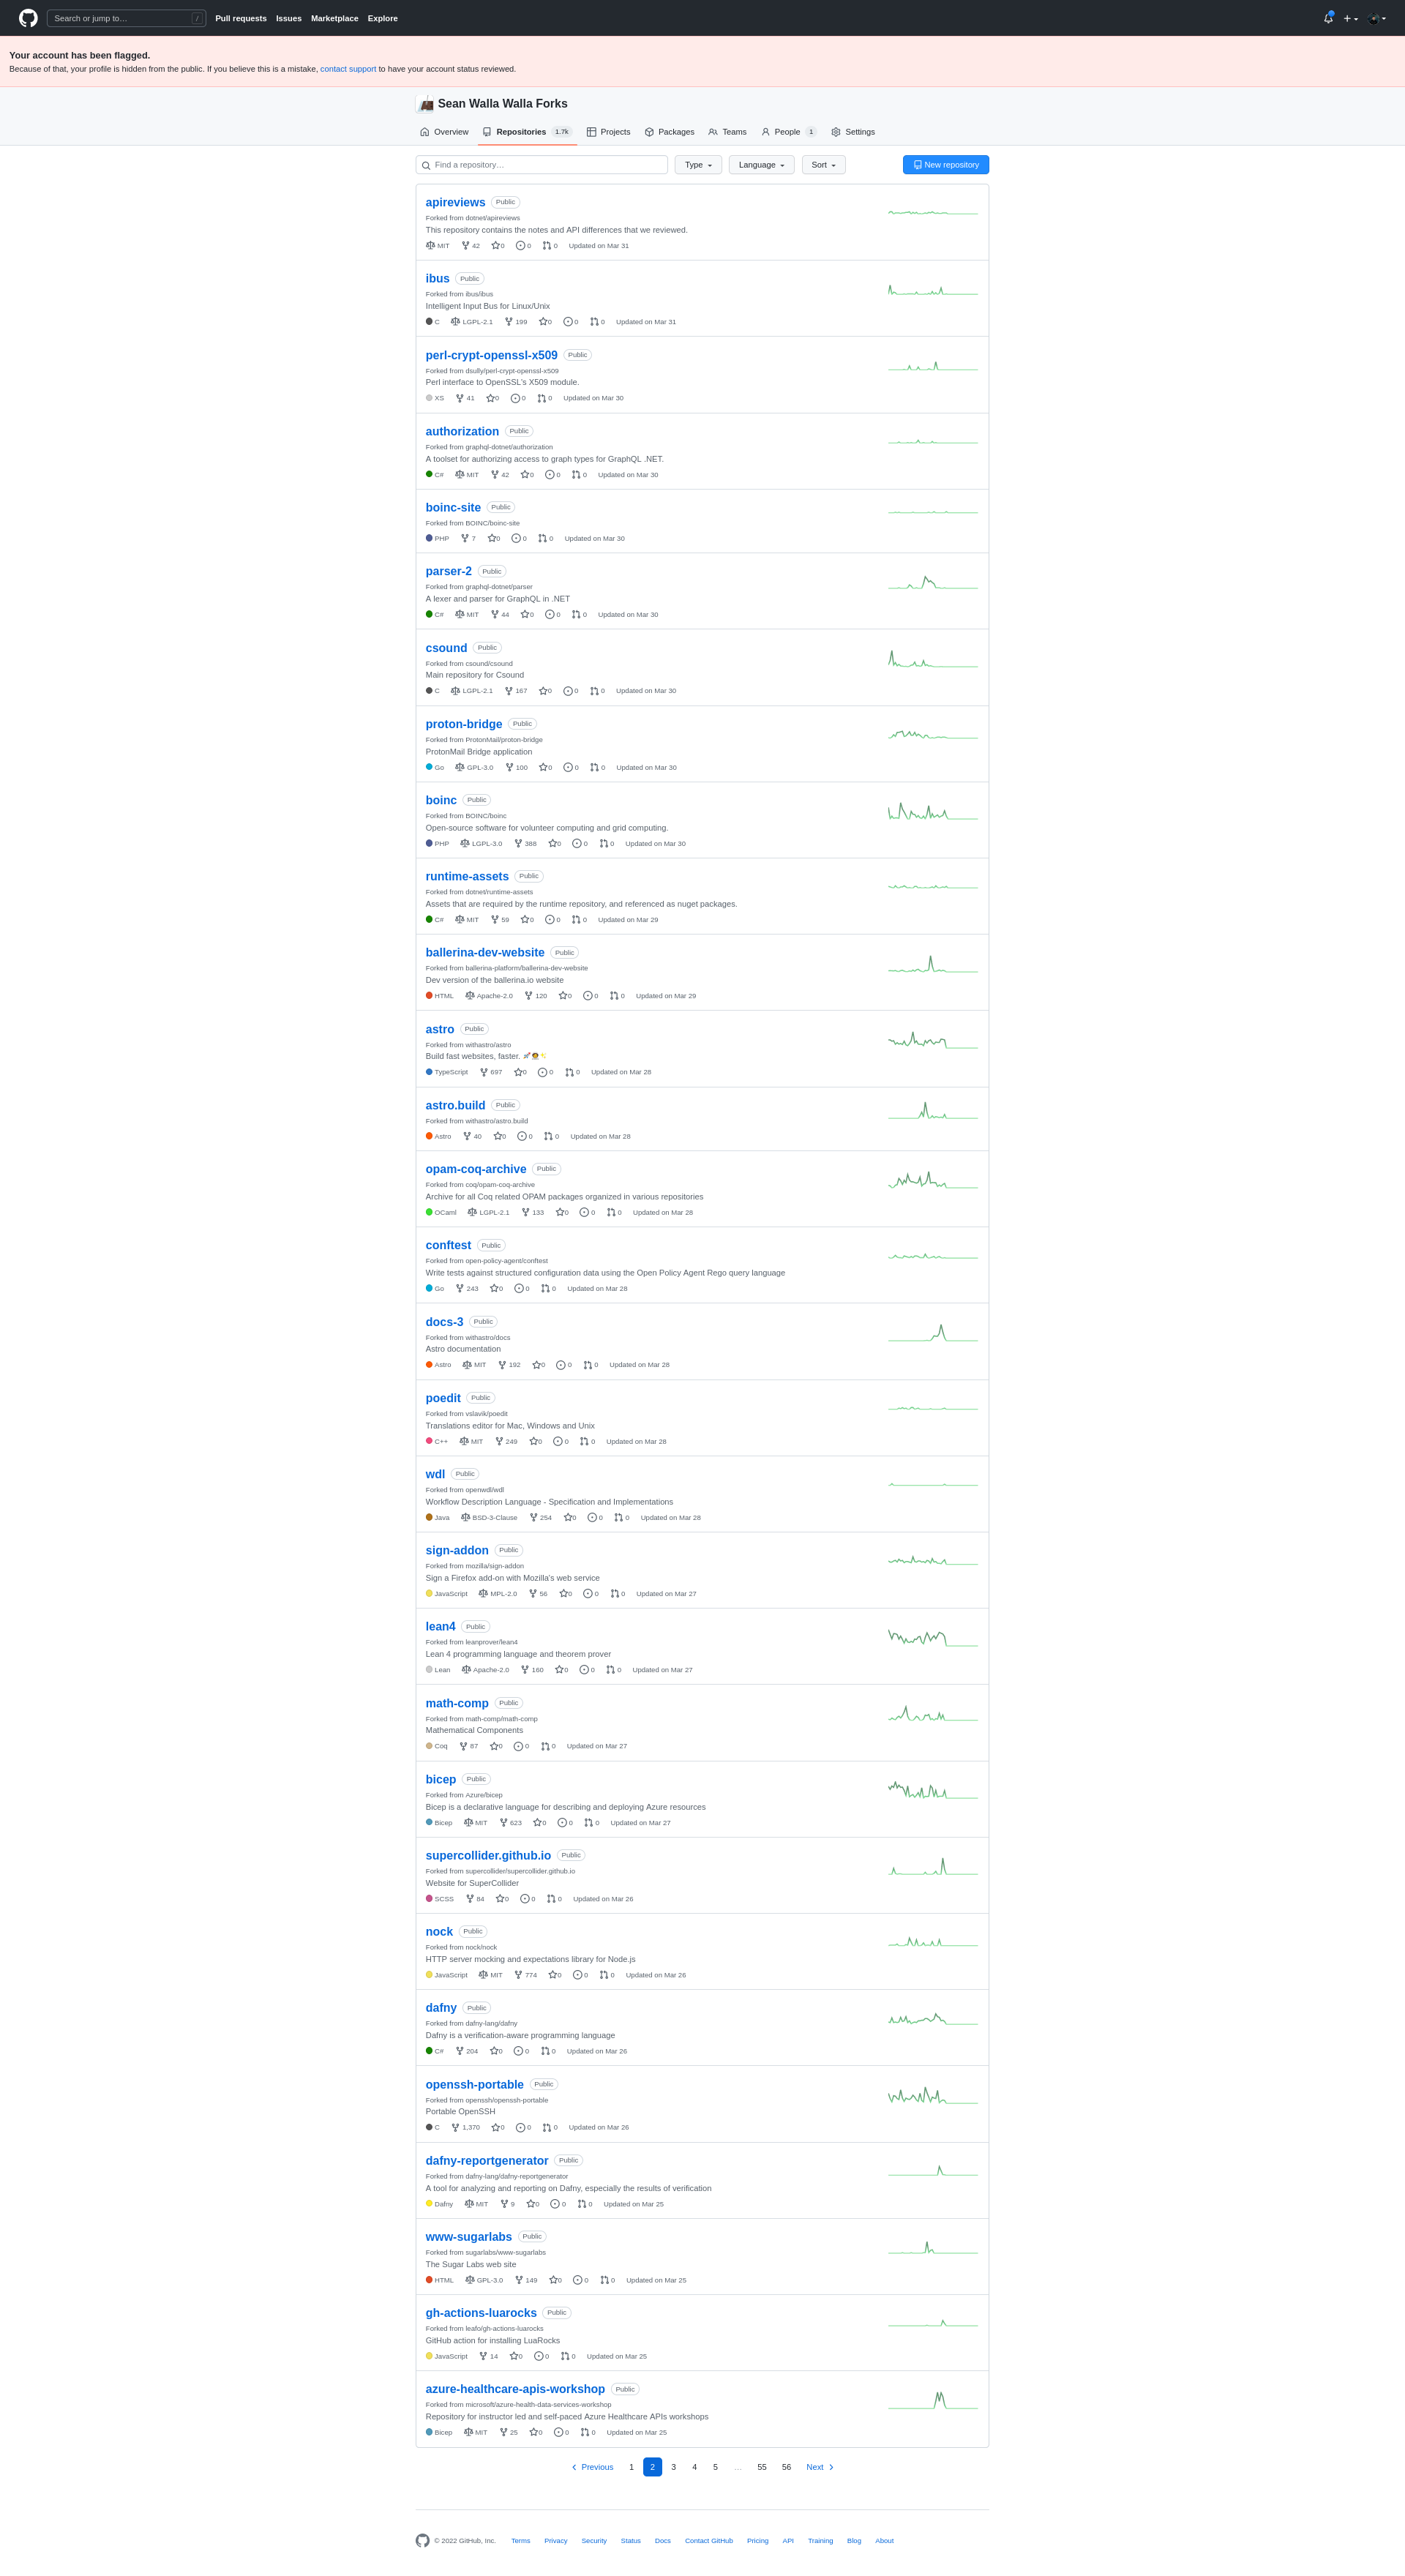 Search or jump to… /
Pull requests Issues Marketplace Explore
Your account has been flagged.
Because of that, your profile is hidden from the public. If you believe this is a mistake, contact support to have your account status reviewed.
Sean Walla Walla Forks
Overview Repositories 1.7k Projects Packages Teams People 1 Settings
Find a repository… Type Language Sort New repository
apireviews Public
Forked from dotnet/apireviews
This repository contains the notes and API differences that we reviewed.
MIT 42 0 0 0 Updated on Mar 31
ibus Public
Forked from ibus/ibus
Intelligent Input Bus for Linux/Unix
C LGPL-2.1 199 0 0 0 Updated on Mar 31
perl-crypt-openssl-x509 Public
Forked from dsully/perl-crypt-openssl-x509
Perl interface to OpenSSL's X509 module.
XS 41 0 0 0 Updated on Mar 30
authorization Public
Forked from graphql-dotnet/authorization
A toolset for authorizing access to graph types for GraphQL .NET.
C# MIT 42 0 0 0 Updated on Mar 30
boinc-site Public
Forked from BOINC/boinc-site
PHP 7 0 0 0 Updated on Mar 30
parser-2 Public
Forked from graphql-dotnet/parser
A lexer and parser for GraphQL in .NET
C# MIT 44 0 0 0 Updated on Mar 30
csound Public
Forked from csound/csound
Main repository for Csound
C LGPL-2.1 167 0 0 0 Updated on Mar 30
proton-bridge Public
Forked from ProtonMail/proton-bridge
ProtonMail Bridge application
Go GPL-3.0 100 0 0 0 Updated on Mar 30
boinc Public
Forked from BOINC/boinc
Open-source software for volunteer computing and grid computing.
PHP LGPL-3.0 388 0 0 0 Updated on Mar 30
runtime-assets Public
Forked from dotnet/runtime-assets
Assets that are required by the runtime repository, and referenced as nuget packages.
C# MIT 59 0 0 0 Updated on Mar 29
ballerina-dev-website Public
Forked from ballerina-platform/ballerina-dev-website
Dev version of the ballerina.io website
HTML Apache-2.0 120 0 0 0 Updated on Mar 29
astro Public
Forked from withastro/astro
Build fast websites, faster. 🚀🧑‍🚀✨
TypeScript 697 0 0 0 Updated on Mar 28
astro.build Public
Forked from withastro/astro.build
Astro 40 0 0 0 Updated on Mar 28
opam-coq-archive Public
Forked from coq/opam-coq-archive
Archive for all Coq related OPAM packages organized in various repositories
OCaml LGPL-2.1 133 0 0 0 Updated on Mar 28
conftest Public
Forked from open-policy-agent/conftest
Write tests against structured configuration data using the Open Policy Agent Rego query language
Go 243 0 0 0 Updated on Mar 28
docs-3 Public
Forked from withastro/docs
Astro documentation
Astro MIT 192 0 0 0 Updated on Mar 28
poedit Public
Forked from vslavik/poedit
Translations editor for Mac, Windows and Unix
C++ MIT 249 0 0 0 Updated on Mar 28
wdl Public
Forked from openwdl/wdl
Workflow Description Language - Specification and Implementations
Java BSD-3-Clause 254 0 0 0 Updated on Mar 28
sign-addon Public
Forked from mozilla/sign-addon
Sign a Firefox add-on with Mozilla's web service
JavaScript MPL-2.0 56 0 0 0 Updated on Mar 27
lean4 Public
Forked from leanprover/lean4
Lean 4 programming language and theorem prover
Lean Apache-2.0 160 0 0 0 Updated on Mar 27
math-comp Public
Forked from math-comp/math-comp
Mathematical Components
Coq 87 0 0 0 Updated on Mar 27
bicep Public
Forked from Azure/bicep
Bicep is a declarative language for describing and deploying Azure resources
Bicep MIT 623 0 0 0 Updated on Mar 27
supercollider.github.io Public
Forked from supercollider/supercollider.github.io
Website for SuperCollider
SCSS 84 0 0 0 Updated on Mar 26
nock Public
Forked from nock/nock
HTTP server mocking and expectations library for Node.js
JavaScript MIT 774 0 0 0 Updated on Mar 26
dafny Public
Forked from dafny-lang/dafny
Dafny is a verification-aware programming language
C# 204 0 0 0 Updated on Mar 26
openssh-portable Public
Forked from openssh/openssh-portable
Portable OpenSSH
C 1,370 0 0 0 Updated on Mar 26
dafny-reportgenerator Public
Forked from dafny-lang/dafny-reportgenerator
A tool for analyzing and reporting on Dafny, especially the results of verification
Dafny MIT 9 0 0 0 Updated on Mar 25
www-sugarlabs Public
Forked from sugarlabs/www-sugarlabs
The Sugar Labs web site
HTML GPL-3.0 149 0 0 0 Updated on Mar 25
gh-actions-luarocks Public
Forked from leafo/gh-actions-luarocks
GitHub action for installing LuaRocks
JavaScript 14 0 0 0 Updated on Mar 25
azure-healthcare-apis-workshop Public
Forked from microsoft/azure-health-data-services-workshop
Repository for instructor led and self-paced Azure Healthcare APIs workshops
Bicep MIT 25 0 0 0 Updated on Mar 25
Previous 1 2 3 4 5 … 55 56 Next
© 2022 GitHub, Inc. Terms Privacy Security Status Docs Contact GitHub Pricing API Training Blog About